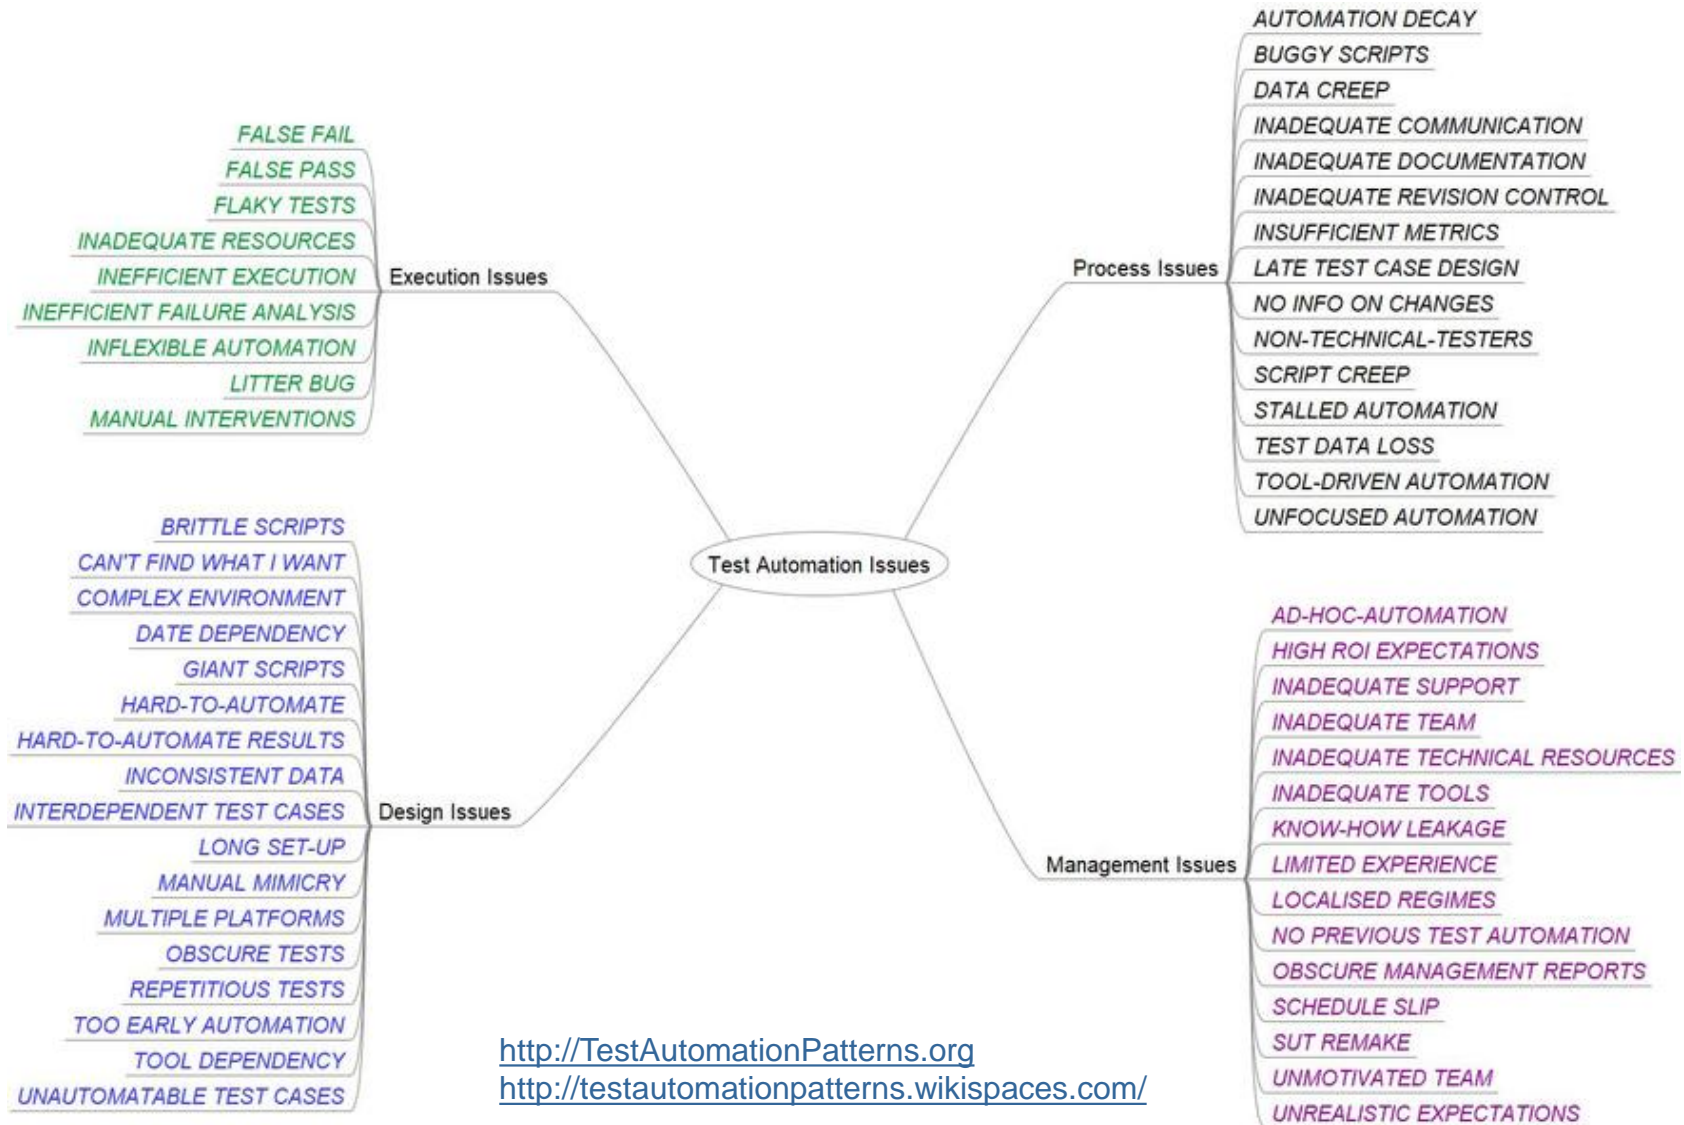 Test Automation Issues
Execution Issues
FALSE FAIL
FALSE PASS
FLAKY TESTS
INADEQUATE RESOURCES
INEFFICIENT EXECUTION
INEFFICIENT FAILURE ANALYSIS
INFLEXIBLE AUTOMATION
LITTER BUG
MANUAL INTERVENTIONS
Design Issues
BRITTLE SCRIPTS
CAN'T FIND WHAT I WANT
COMPLEX ENVIRONMENT
DATE DEPENDENCY
GIANT SCRIPTS
HARD-TO-AUTOMATE
HARD-TO-AUTOMATE RESULTS
INCONSISTENT DATA
INTERDEPENDENT TEST CASES
LONG SET-UP
MANUAL MIMICRY
MULTIPLE PLATFORMS
OBSCURE TESTS
REPETITIOUS TESTS
TOO EARLY AUTOMATION
TOOL DEPENDENCY
UNAUTOMATABLE TEST CASES
Process Issues
AUTOMATION DECAY
BUGGY SCRIPTS
DATA CREEP
INADEQUATE COMMUNICATION
INADEQUATE DOCUMENTATION
INADEQUATE REVISION CONTROL
INSUFFICIENT METRICS
LATE TEST CASE DESIGN
NO INFO ON CHANGES
NON-TECHNICAL-TESTERS
SCRIPT CREEP
STALLED AUTOMATION
TEST DATA LOSS
TOOL-DRIVEN AUTOMATION
UNFOCUSED AUTOMATION
Management Issues
AD-HOC-AUTOMATION
HIGH ROI EXPECTATIONS
INADEQUATE SUPPORT
INADEQUATE TEAM
INADEQUATE TECHNICAL RESOURCES
INADEQUATE TOOLS
KNOW-HOW LEAKAGE
LIMITED EXPERIENCE
LOCALISED REGIMES
NO PREVIOUS TEST AUTOMATION
OBSCURE MANAGEMENT REPORTS
SCHEDULE SLIP
SUT REMAKE
UNMOTIVATED TEAM
UNREALISTIC EXPECTATIONS
http://TestAutomationPatterns.org
http://testautomationpatterns.wikispaces.com/